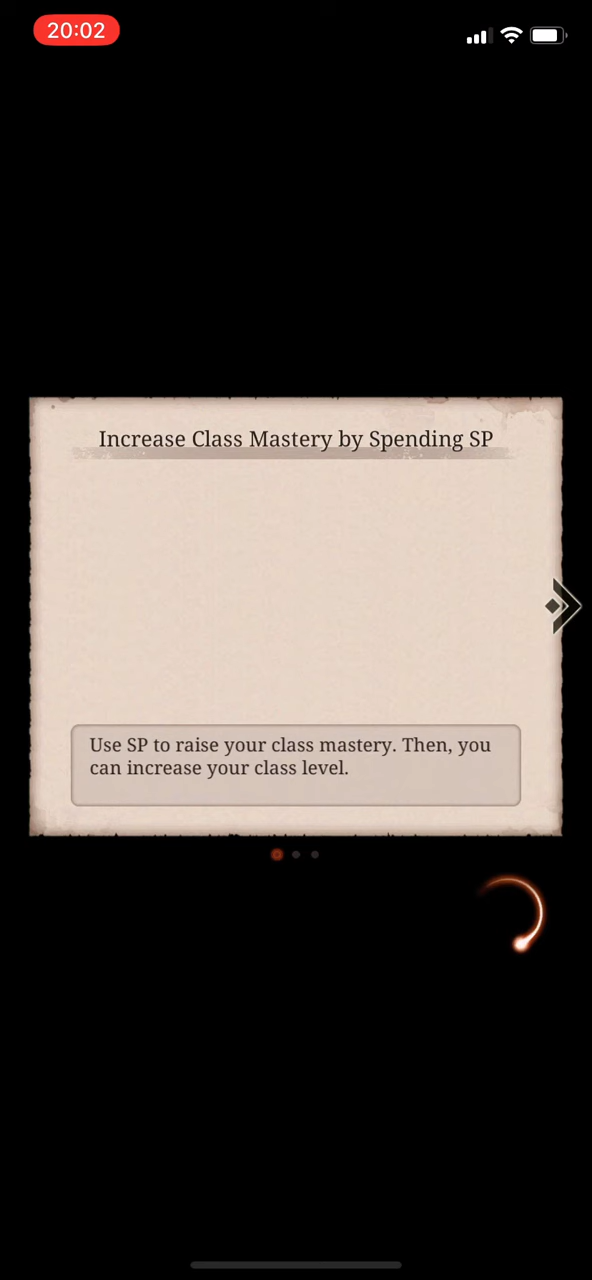 20:02
Increase Class Mastery by Spending SP
Use SP to raise your class mastery. Then, you
can increase your class level.